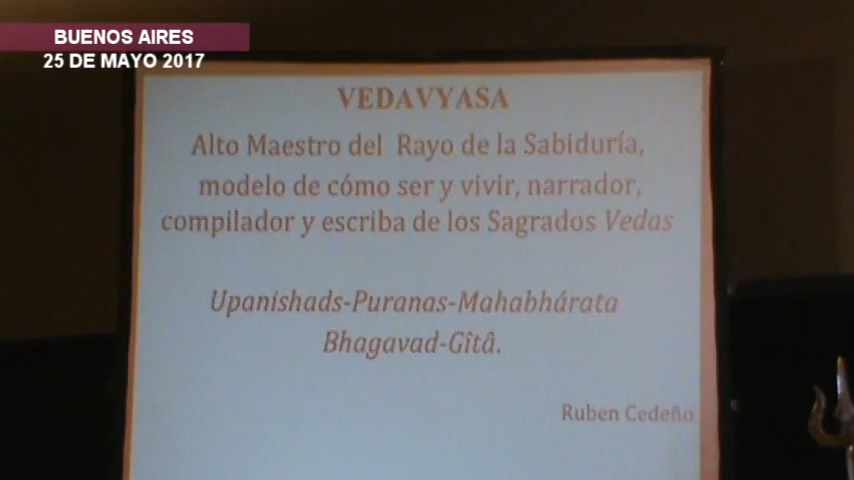 BUENOS AIRES
25 DE MAYO 2017
VEDAVYASA
Alto Maestro del Rayo de la Sabiduría,
modelo de cómo ser y vivir, narrador,
compilador y escriba de los Sagrados Vedas
Upaníshads-Puranas-Mahabhárata
Bhagavad-Gîtâ.
Ruben Cedeño